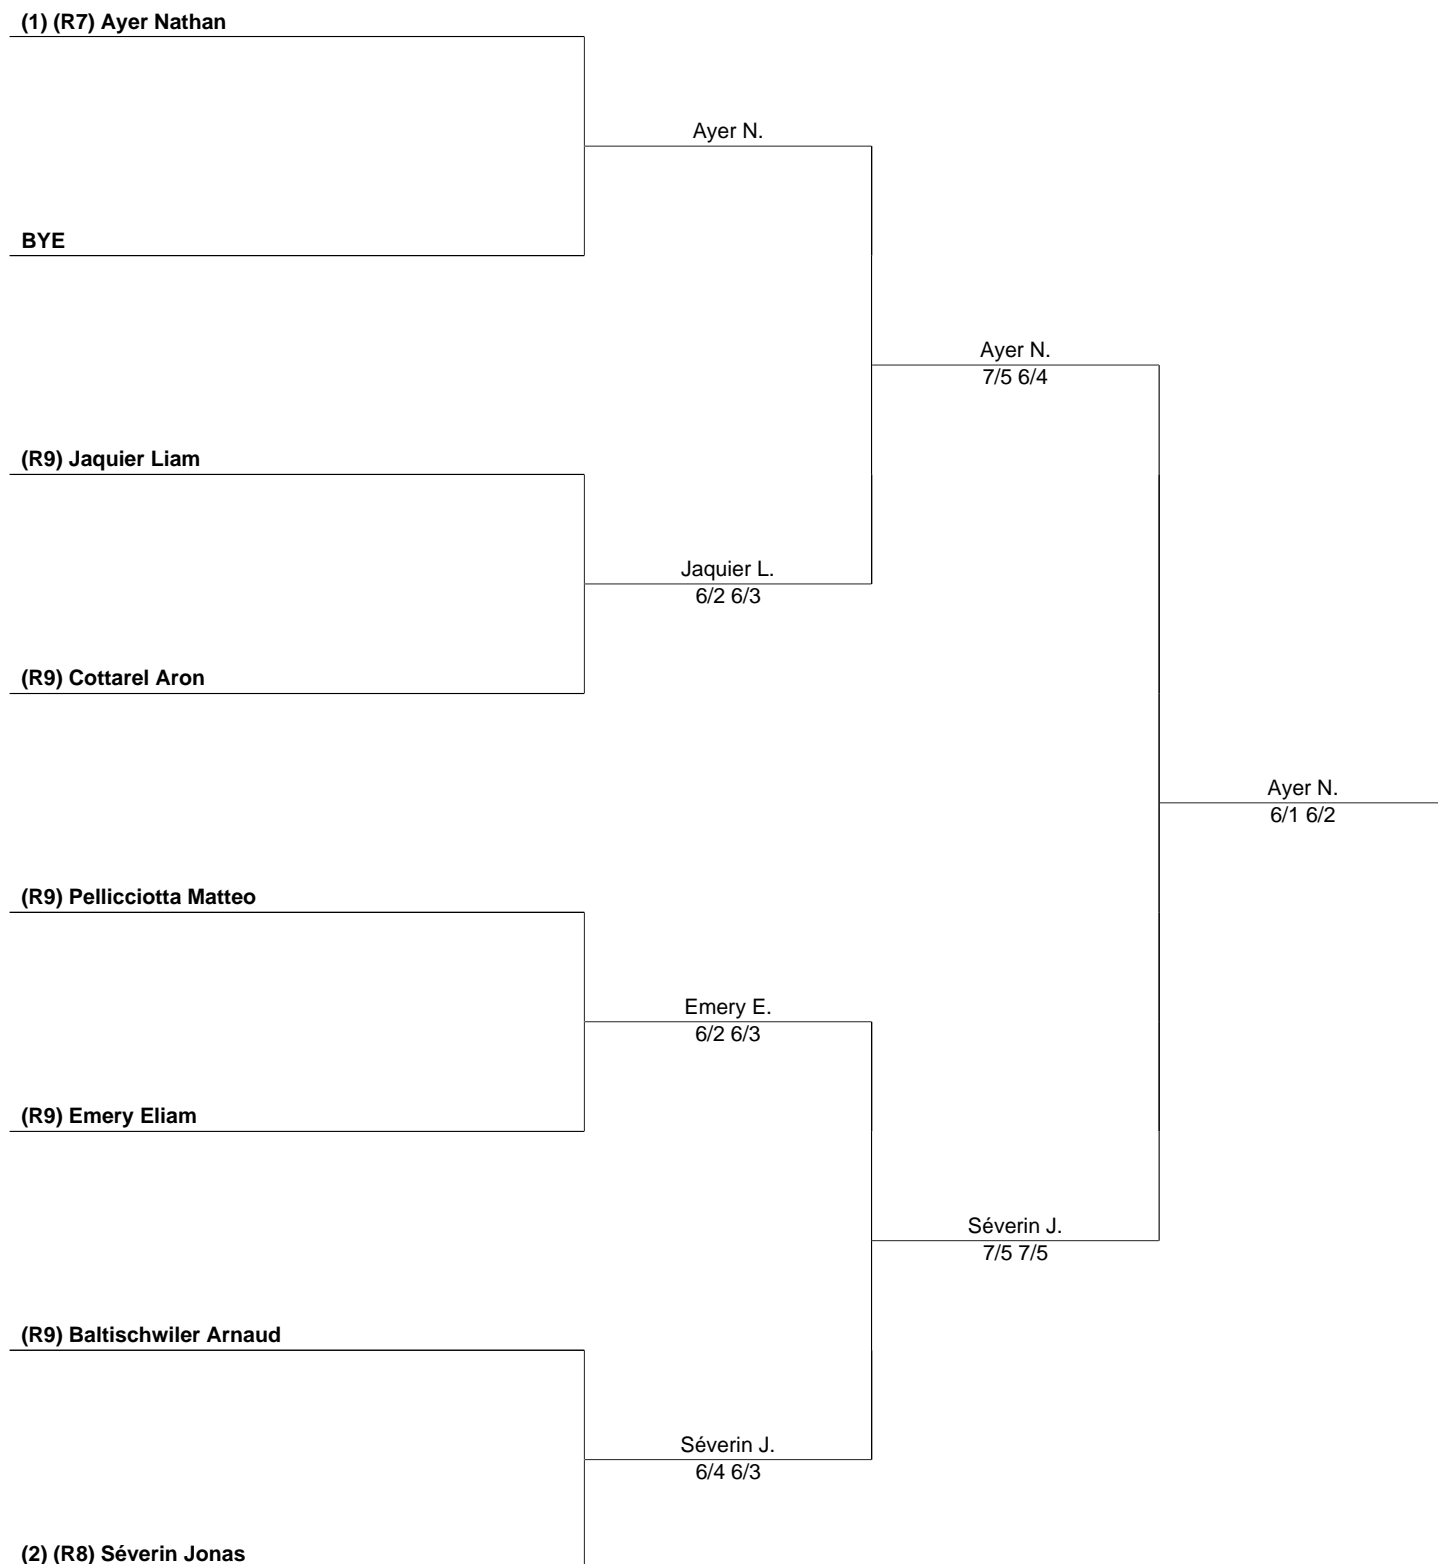 (1) (R7) Ayer Nathan
Ayer N.
BYE
Ayer N.
7/5 6/4
(R9) Jaquier Liam
Jaquier L.
6/2 6/3
(R9) Cottarel Aron
Ayer N.
6/1 6/2
(R9) Pellicciotta Matteo
Emery E.
6/2 6/3
(R9) Emery Eliam
Séverin J.
7/5 7/5
(R9) Baltischwiler Arnaud
Séverin J.
6/4 6/3
(2) (R8) Séverin Jonas